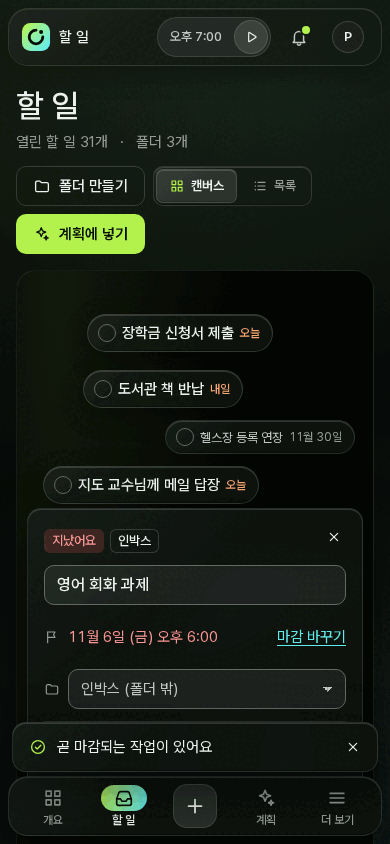 할 일
오후 7:00
P
할 일
열린 할 일 31개 · 폴더 3개
폴더 만들기
캔버스
목록
계획에 넣기
장학금 신청서 제출 오늘
도서관 책 반납 내일
헬스장 등록 연장 11월 30일
지도 교수님께 메일 답장 오늘
지났어요
인박스
영어 회화 과제
11월 6일 (금) 오후 6:00
마감 바꾸기
인박스 (폴더 밖)
곧 마감되는 작업이 있어요
개요
할 일
계획
더 보기